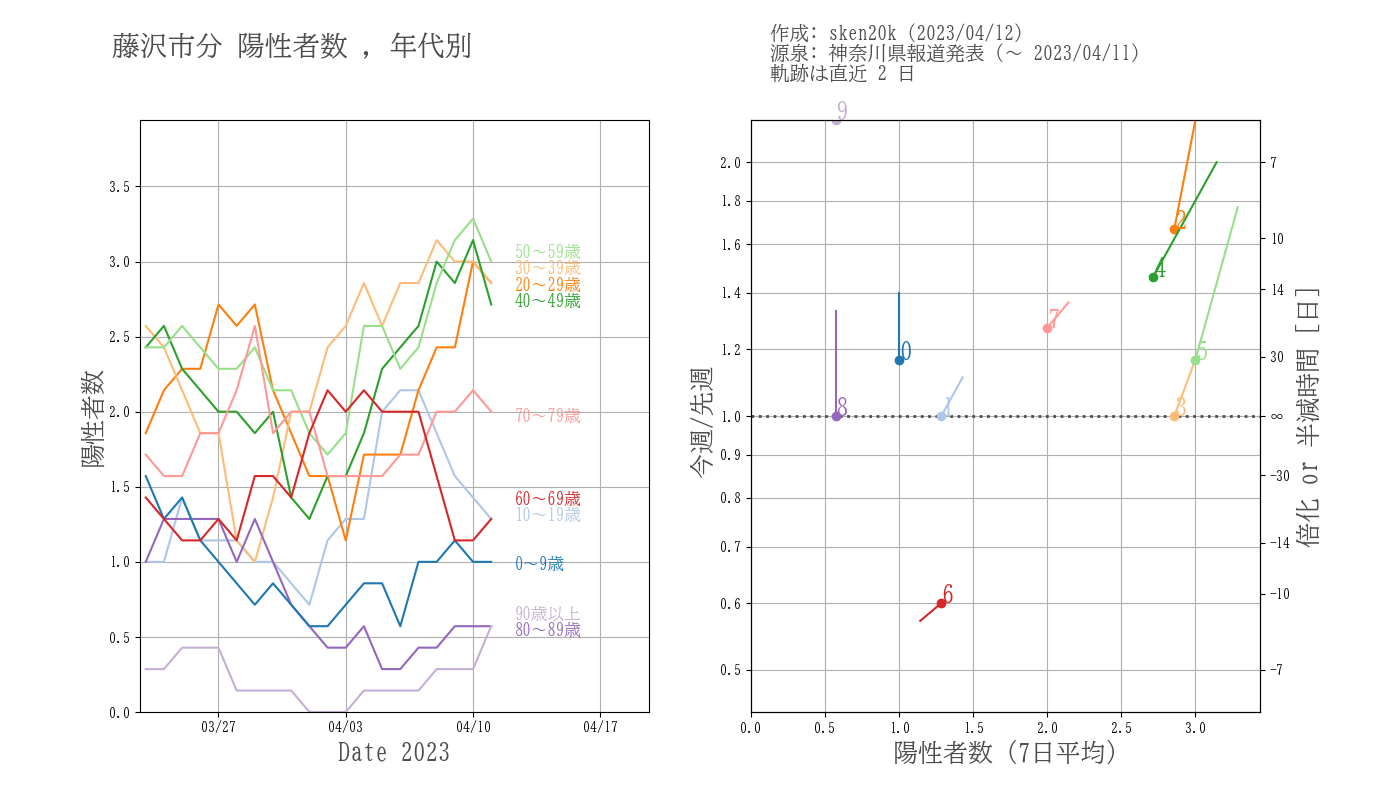 藤沢市分 陽性者数 , 年代別
作成: sken20k (2023/04/12)
源泉: 神奈川県報道発表 (～ 2023/04/11)
軌跡は直近 2 日
陽性者数
3.5
3.0
2.5
2.0
1.5
1.0
0.5
0.0
03/27
04/03
04/10
04/17
Date 2023
50～59歳
30～39歳
20～29歳
40～49歳
70～79歳
60～69歳
10～19歳
0～9歳
90歳以上
80～89歳
今週/先週
2.0
1.8
1.6
1.4
1.2
1.0
0.9
0.8
0.7
0.6
0.5
0.0
0.5
1.0
1.5
2.0
2.5
3.0
陽性者数 (7日平均)
9
2
4
7
0
5
8
1
3
6
7
10
14
30
∞
−30
−14
−10
−7
倍化 or 半減時間 [日]